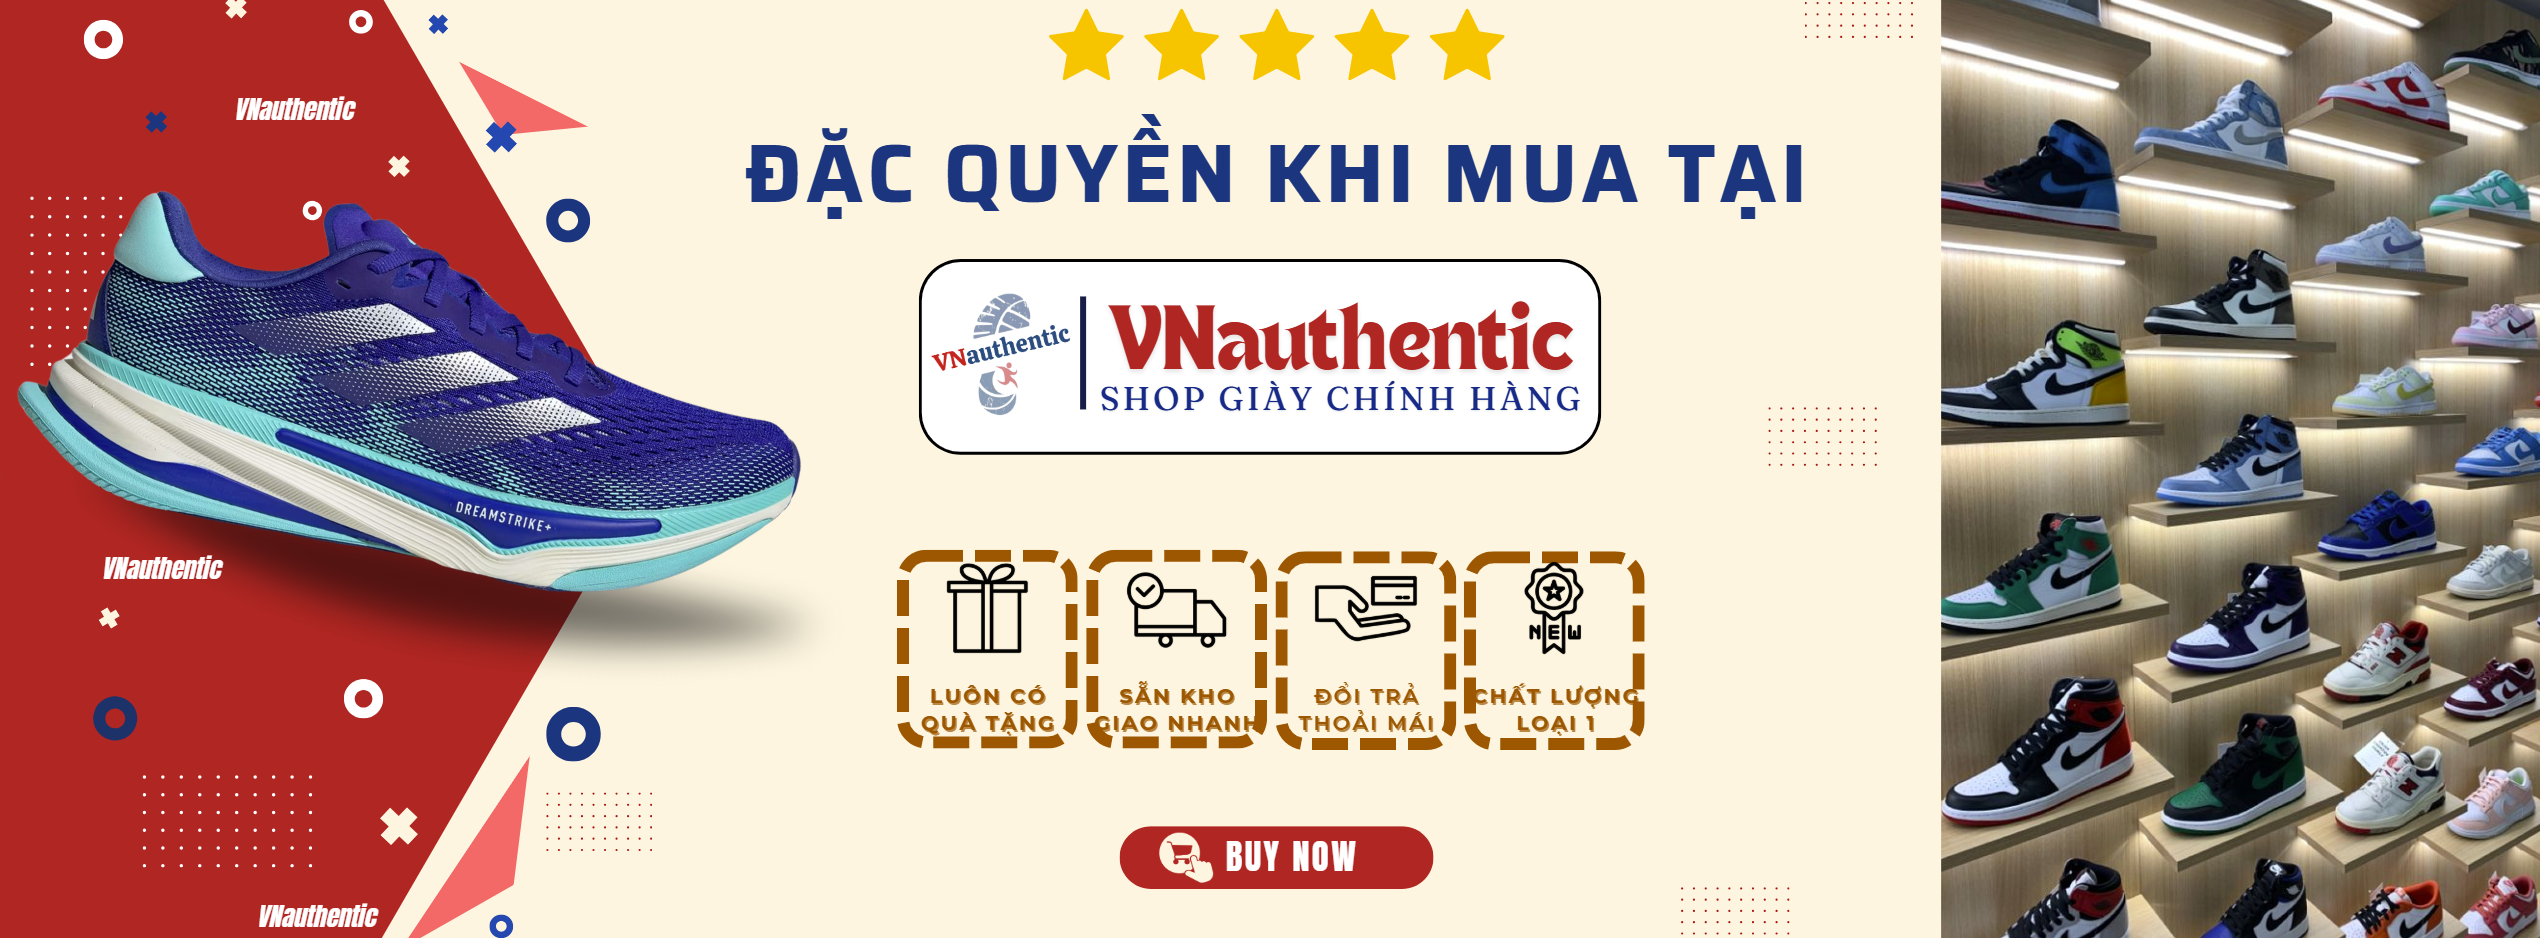 VNauthentic
ĐẶC QUYỀN KHI MUA TẠI
VNauthentic
VNauthentic
SHOP GIÀY CHÍNH HÀNG
DREAMSTRIKE+
VNauthentic
NEW
LUÔN CÓ
QUÀ TẶNG
SẴN KHO
GIAO NHANH
ĐỔI TRẢ
THOẢI MÁI
CHẤT LƯỢNG
LOẠI 1
BUY NOW
VNauthentic